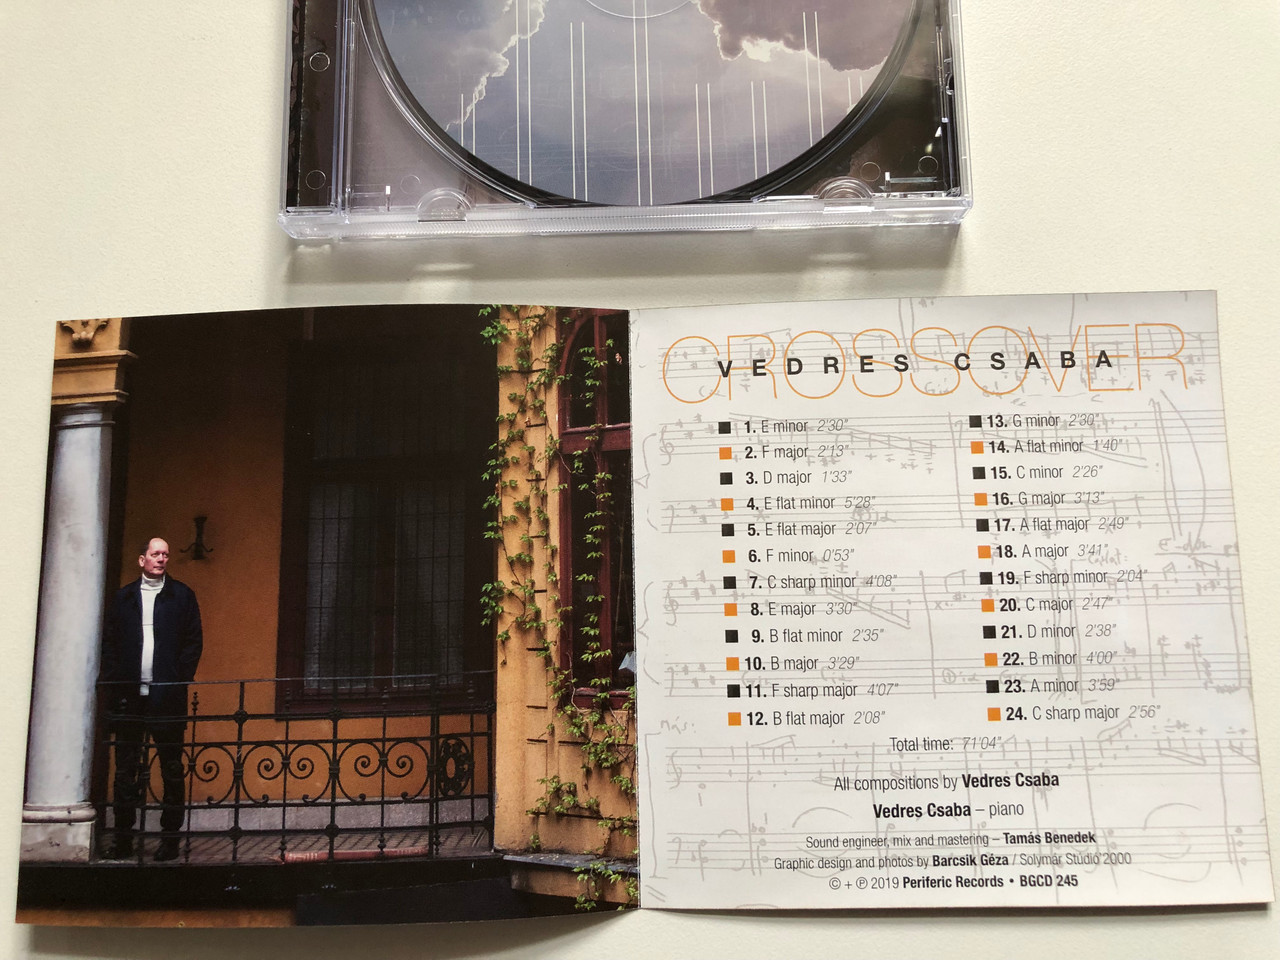 CROSSOVER
VEDRES CSABA
1. E minor 2'30"
2. F major 2'13"
3. D major 1'33"
4. E flat minor 5'28"
5. E flat major 2'07"
6. F minor 0'53"
7. C sharp minor 4'08"
8. E major 3'30"
9. B flat minor 2'35"
10. B major 3'29"
11. F sharp major 4'07"
12. B flat major 2'08"
13. G minor 2'30"
14. A flat minor 1'40"
15. C minor 2'26"
16. G major 3'13"
17. A flat major 2'49"
18. A major 3'41"
19. F sharp minor 2'04"
20. C major 2'47"
21. D minor 2'38"
22. B minor 4'00"
23. A minor 3'59"
24. C sharp major 2'56"
Total time: 71'04"
All compositions by Vedres Csaba
Vedres Csaba – piano
Sound engineer, mix and mastering – Tamás Benedek
Graphic design and photos by Barcsik Géza / Solymár Stúdió 2000
© + ℗ 2019 Periferic Records • BGCD 245